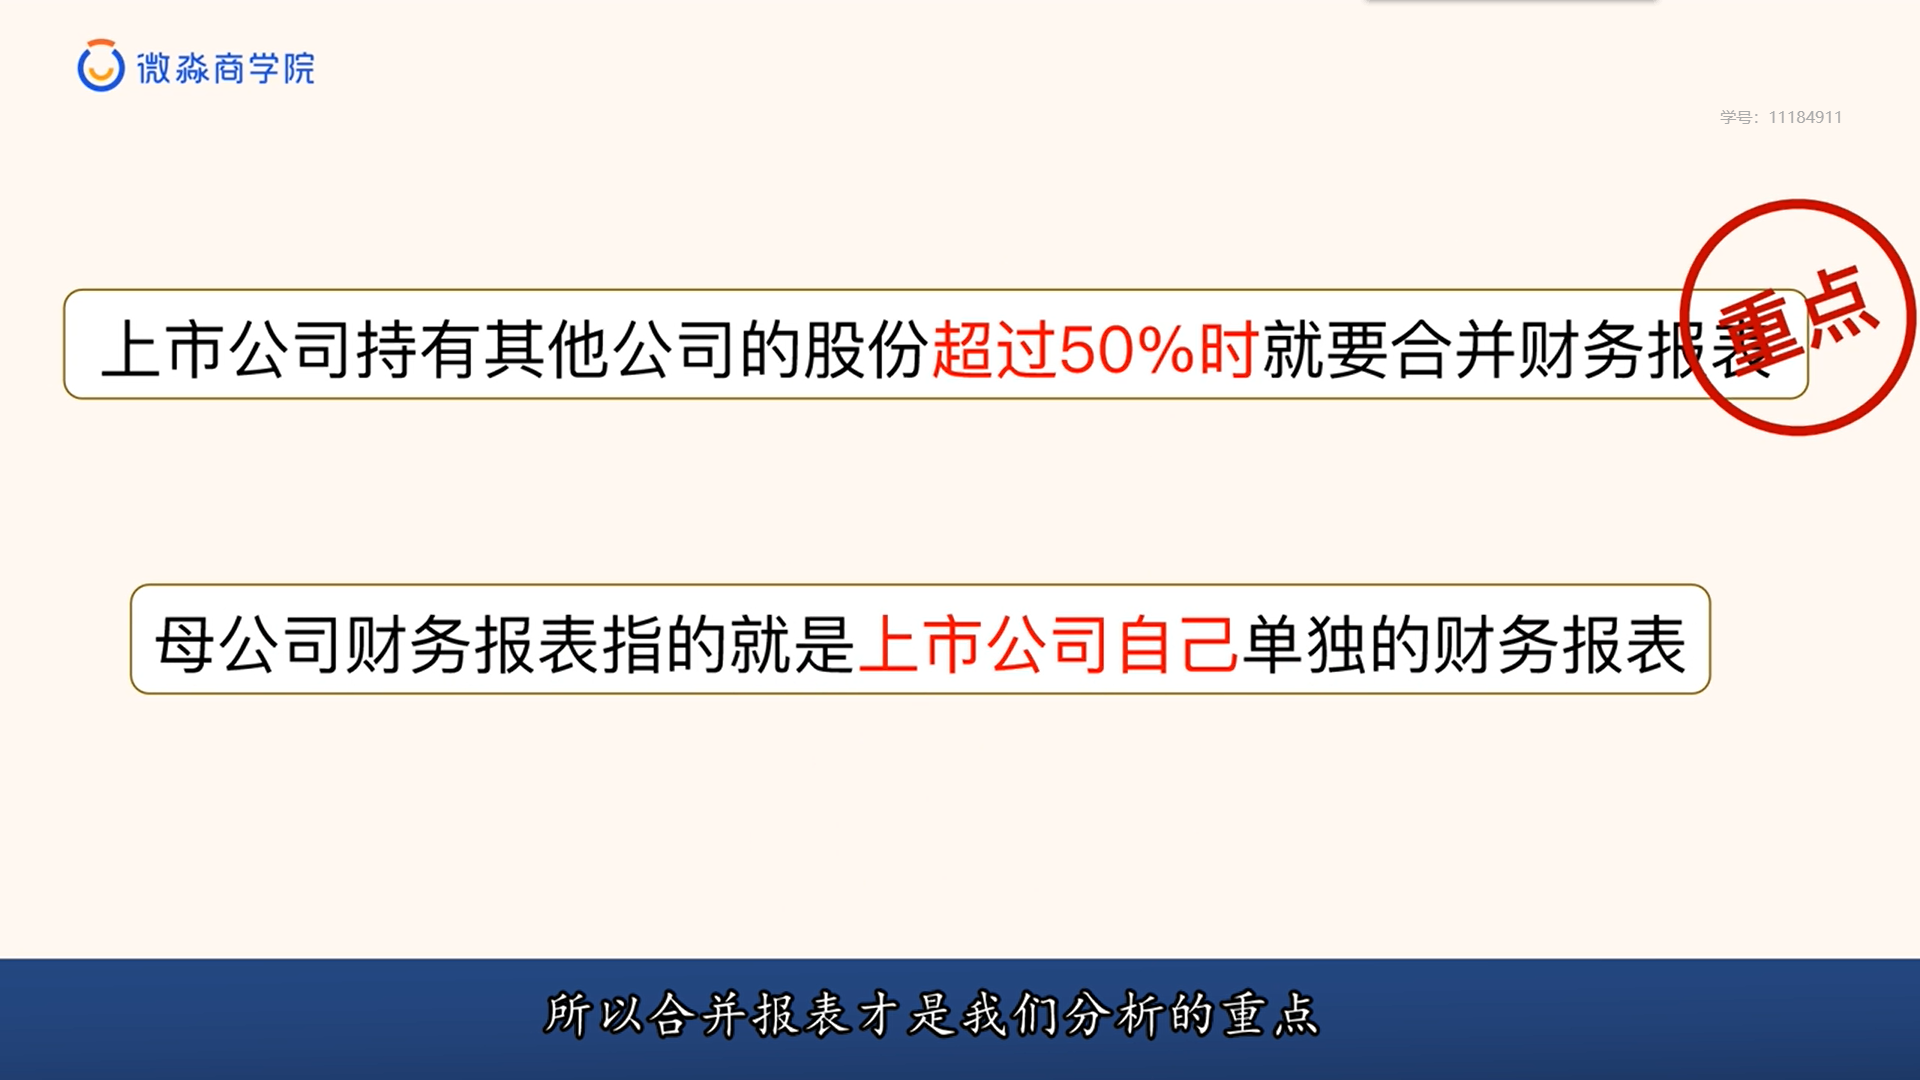 微淼商学院
学号：11184911
上市公司持有其他公司的股份超过50%时就要合并财务报表
重点
母公司财务报表指的就是上市公司自己单独的财务报表
所以合并报表才是我们分析的重点